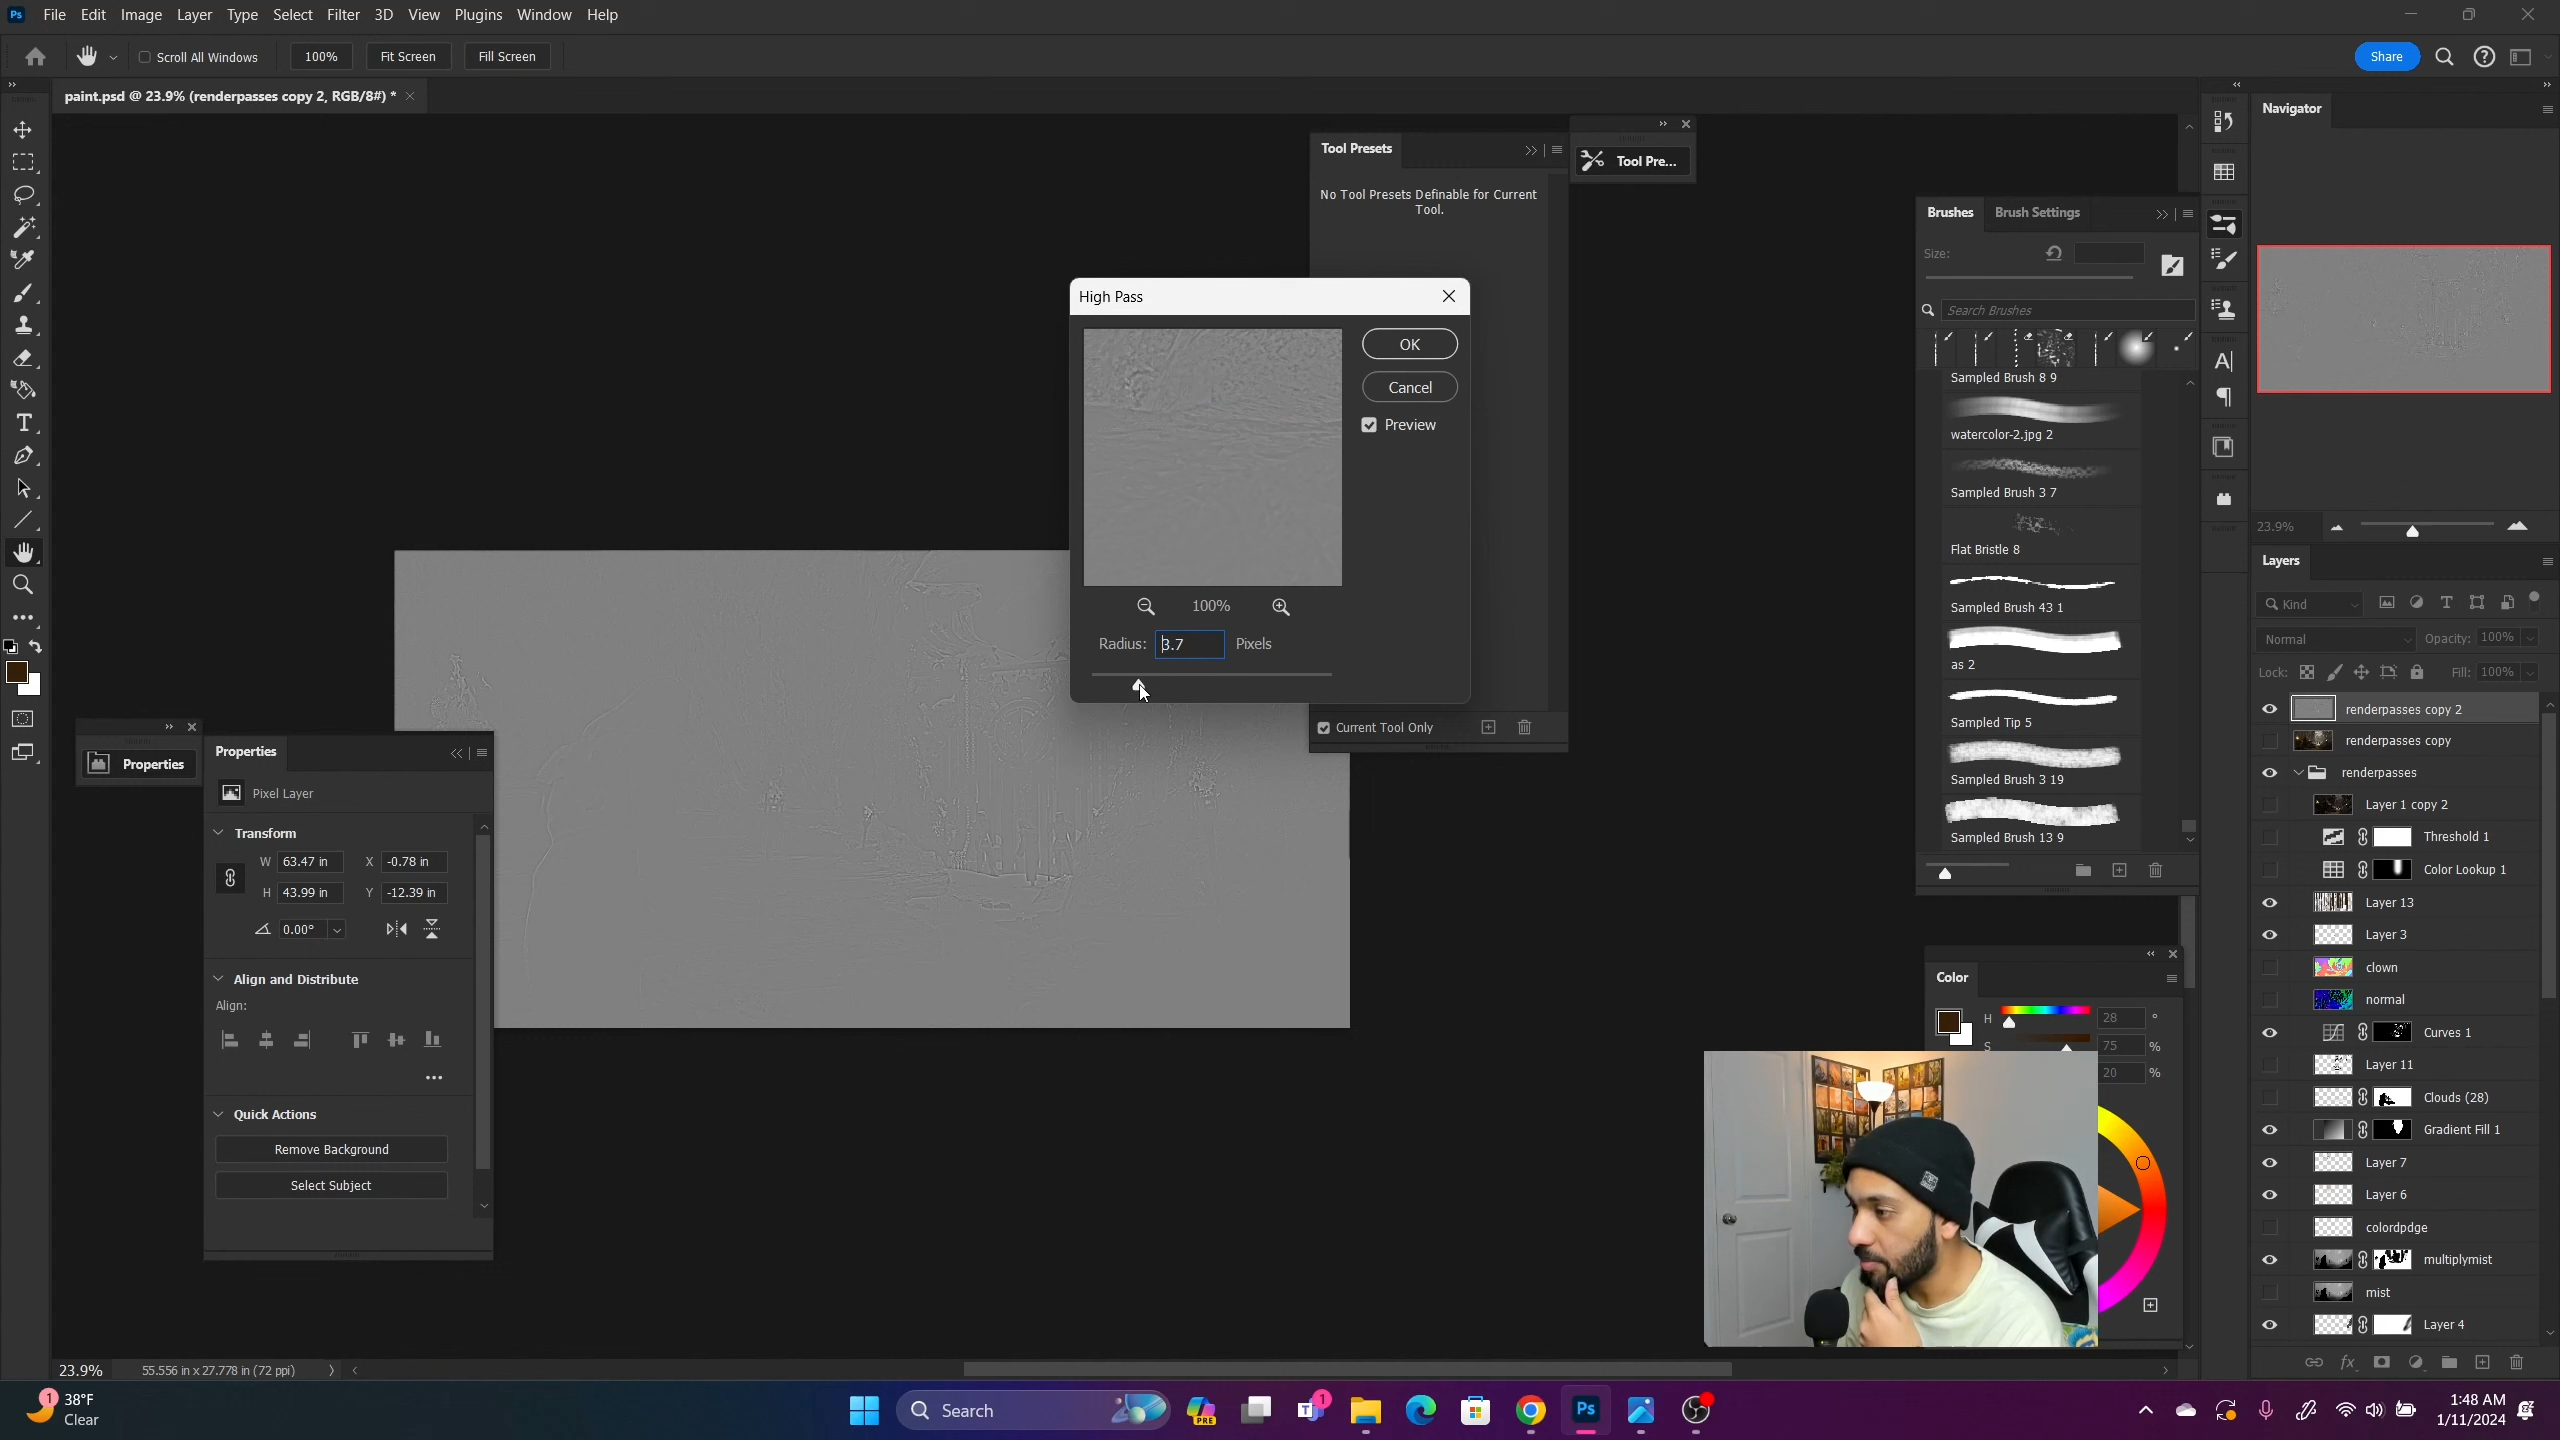 Ps File Edit Image Layer Type Select Filter 3D View Plugins Window Help
Scroll All Windows 100% Fit Screen Fill Screen Share
paint.psd @ 23.9% (renderpasses copy 2, RGB/8#) *
Tool Presets
Tool Pre...
No Tool Presets Definable for Current
Tool.
High Pass
OK
Cancel
Preview
100%
Radius: 3.7 Pixels
Current Tool Only
Properties
Properties
Pixel Layer
Transform
W 63.47 in X -0.78 in
H 43.99 in Y -12.39 in
0.00°
Align and Distribute
Align:
Quick Actions
Remove Background
Select Subject
Brushes Brush Settings
Size:
Search Brushes
Sampled Brush 8 9
watercolor-2.jpg 2
Sampled Brush 3 7
Flat Bristle 8
Sampled Brush 43 1
as 2
Sampled Tip 5
Sampled Brush 3 19
Sampled Brush 13 9
Color
H 28 °
S 75 %
20 %
Navigator
23.9%
Layers
Kind
Normal Opacity: 100%
Lock: Fill: 100%
renderpasses copy 2
renderpasses copy
renderpasses
Layer 1 copy 2
Threshold 1
Color Lookup 1
Layer 13
Layer 3
clown
normal
Curves 1
Layer 11
Clouds (28)
Gradient Fill 1
Layer 7
Layer 6
colordpdge
multiplymist
mist
Layer 4
23.9% 55.556 in x 27.778 in (72 ppi)
1
38°F
Clear
Search
PRE
1
Ps
1:48 AM
1/11/2024